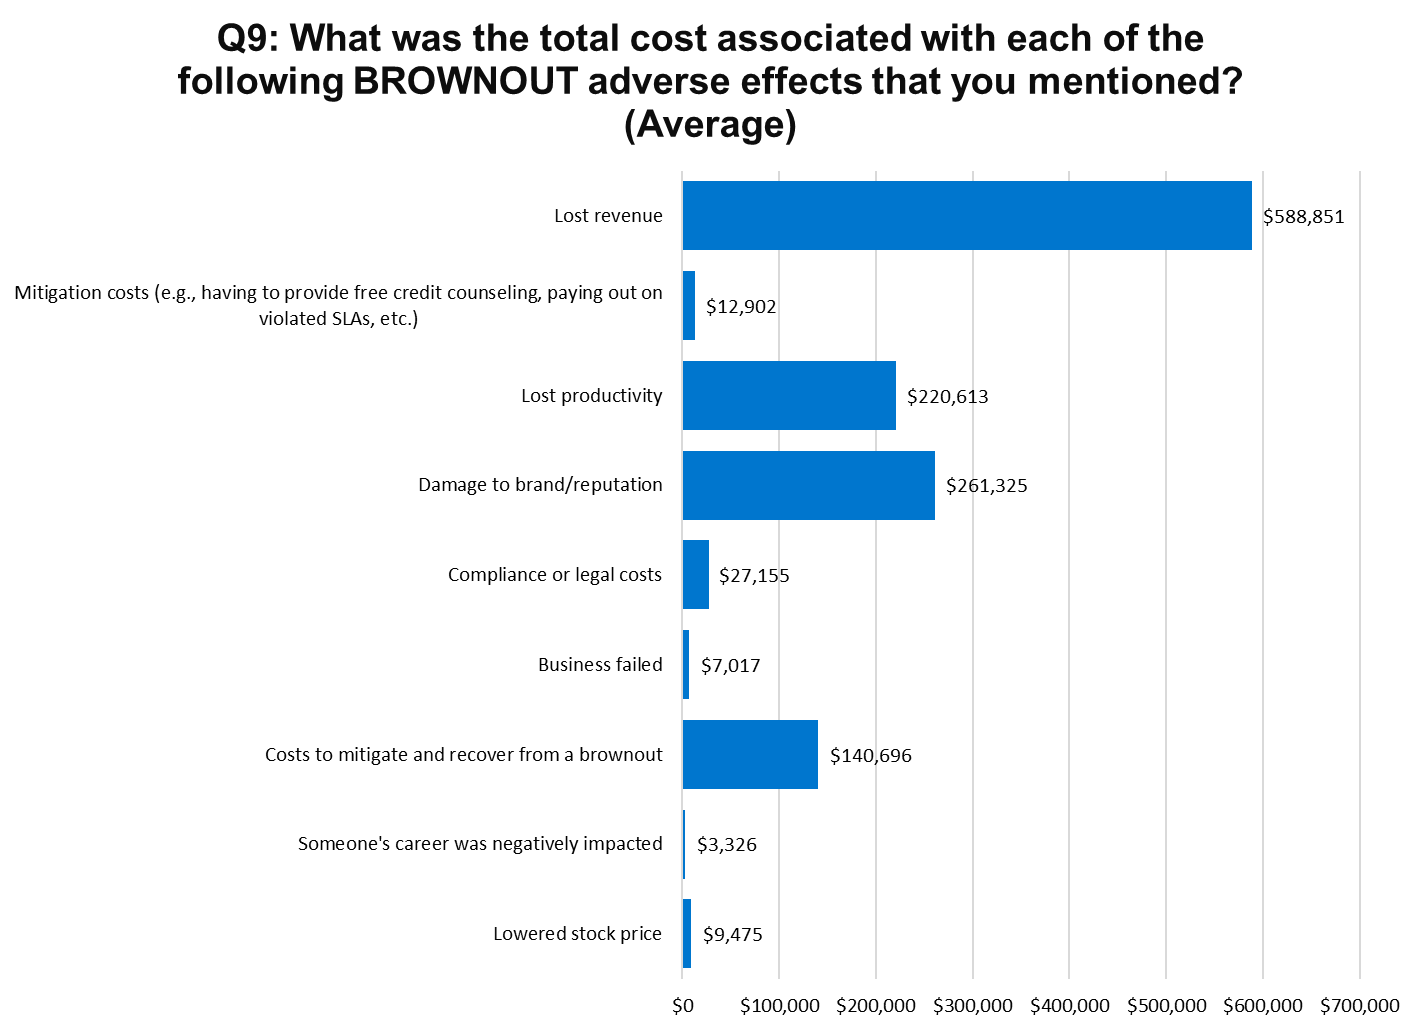 Q9: What was the total cost associated with each of the
following BROWNOUT adverse effects that you mentioned?
(Average)
Lost revenue
$588,851
Mitigation costs (e.g., having to provide free credit counseling, paying out on
violated SLAs, etc.)
$12,902
Lost productivity
$220,613
Damage to brand/reputation
$261,325
Compliance or legal costs
$27,155
Business failed
$7,017
Costs to mitigate and recover from a brownout
$140,696
Someone's career was negatively impacted
$3,326
Lowered stock price
$9,475
$0 $100,000 $200,000 $300,000 $400,000 $500,000 $600,000 $700,000